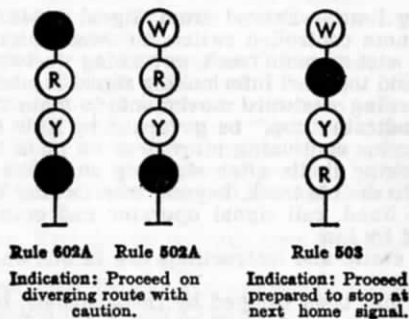 W W
R R
Y Y Y
R
Rule 602A Rule 502A
Indication: Proceed on
diverging route with
caution.
Rule 503
Indication: Proceed
prepared to stop at
next home signal.